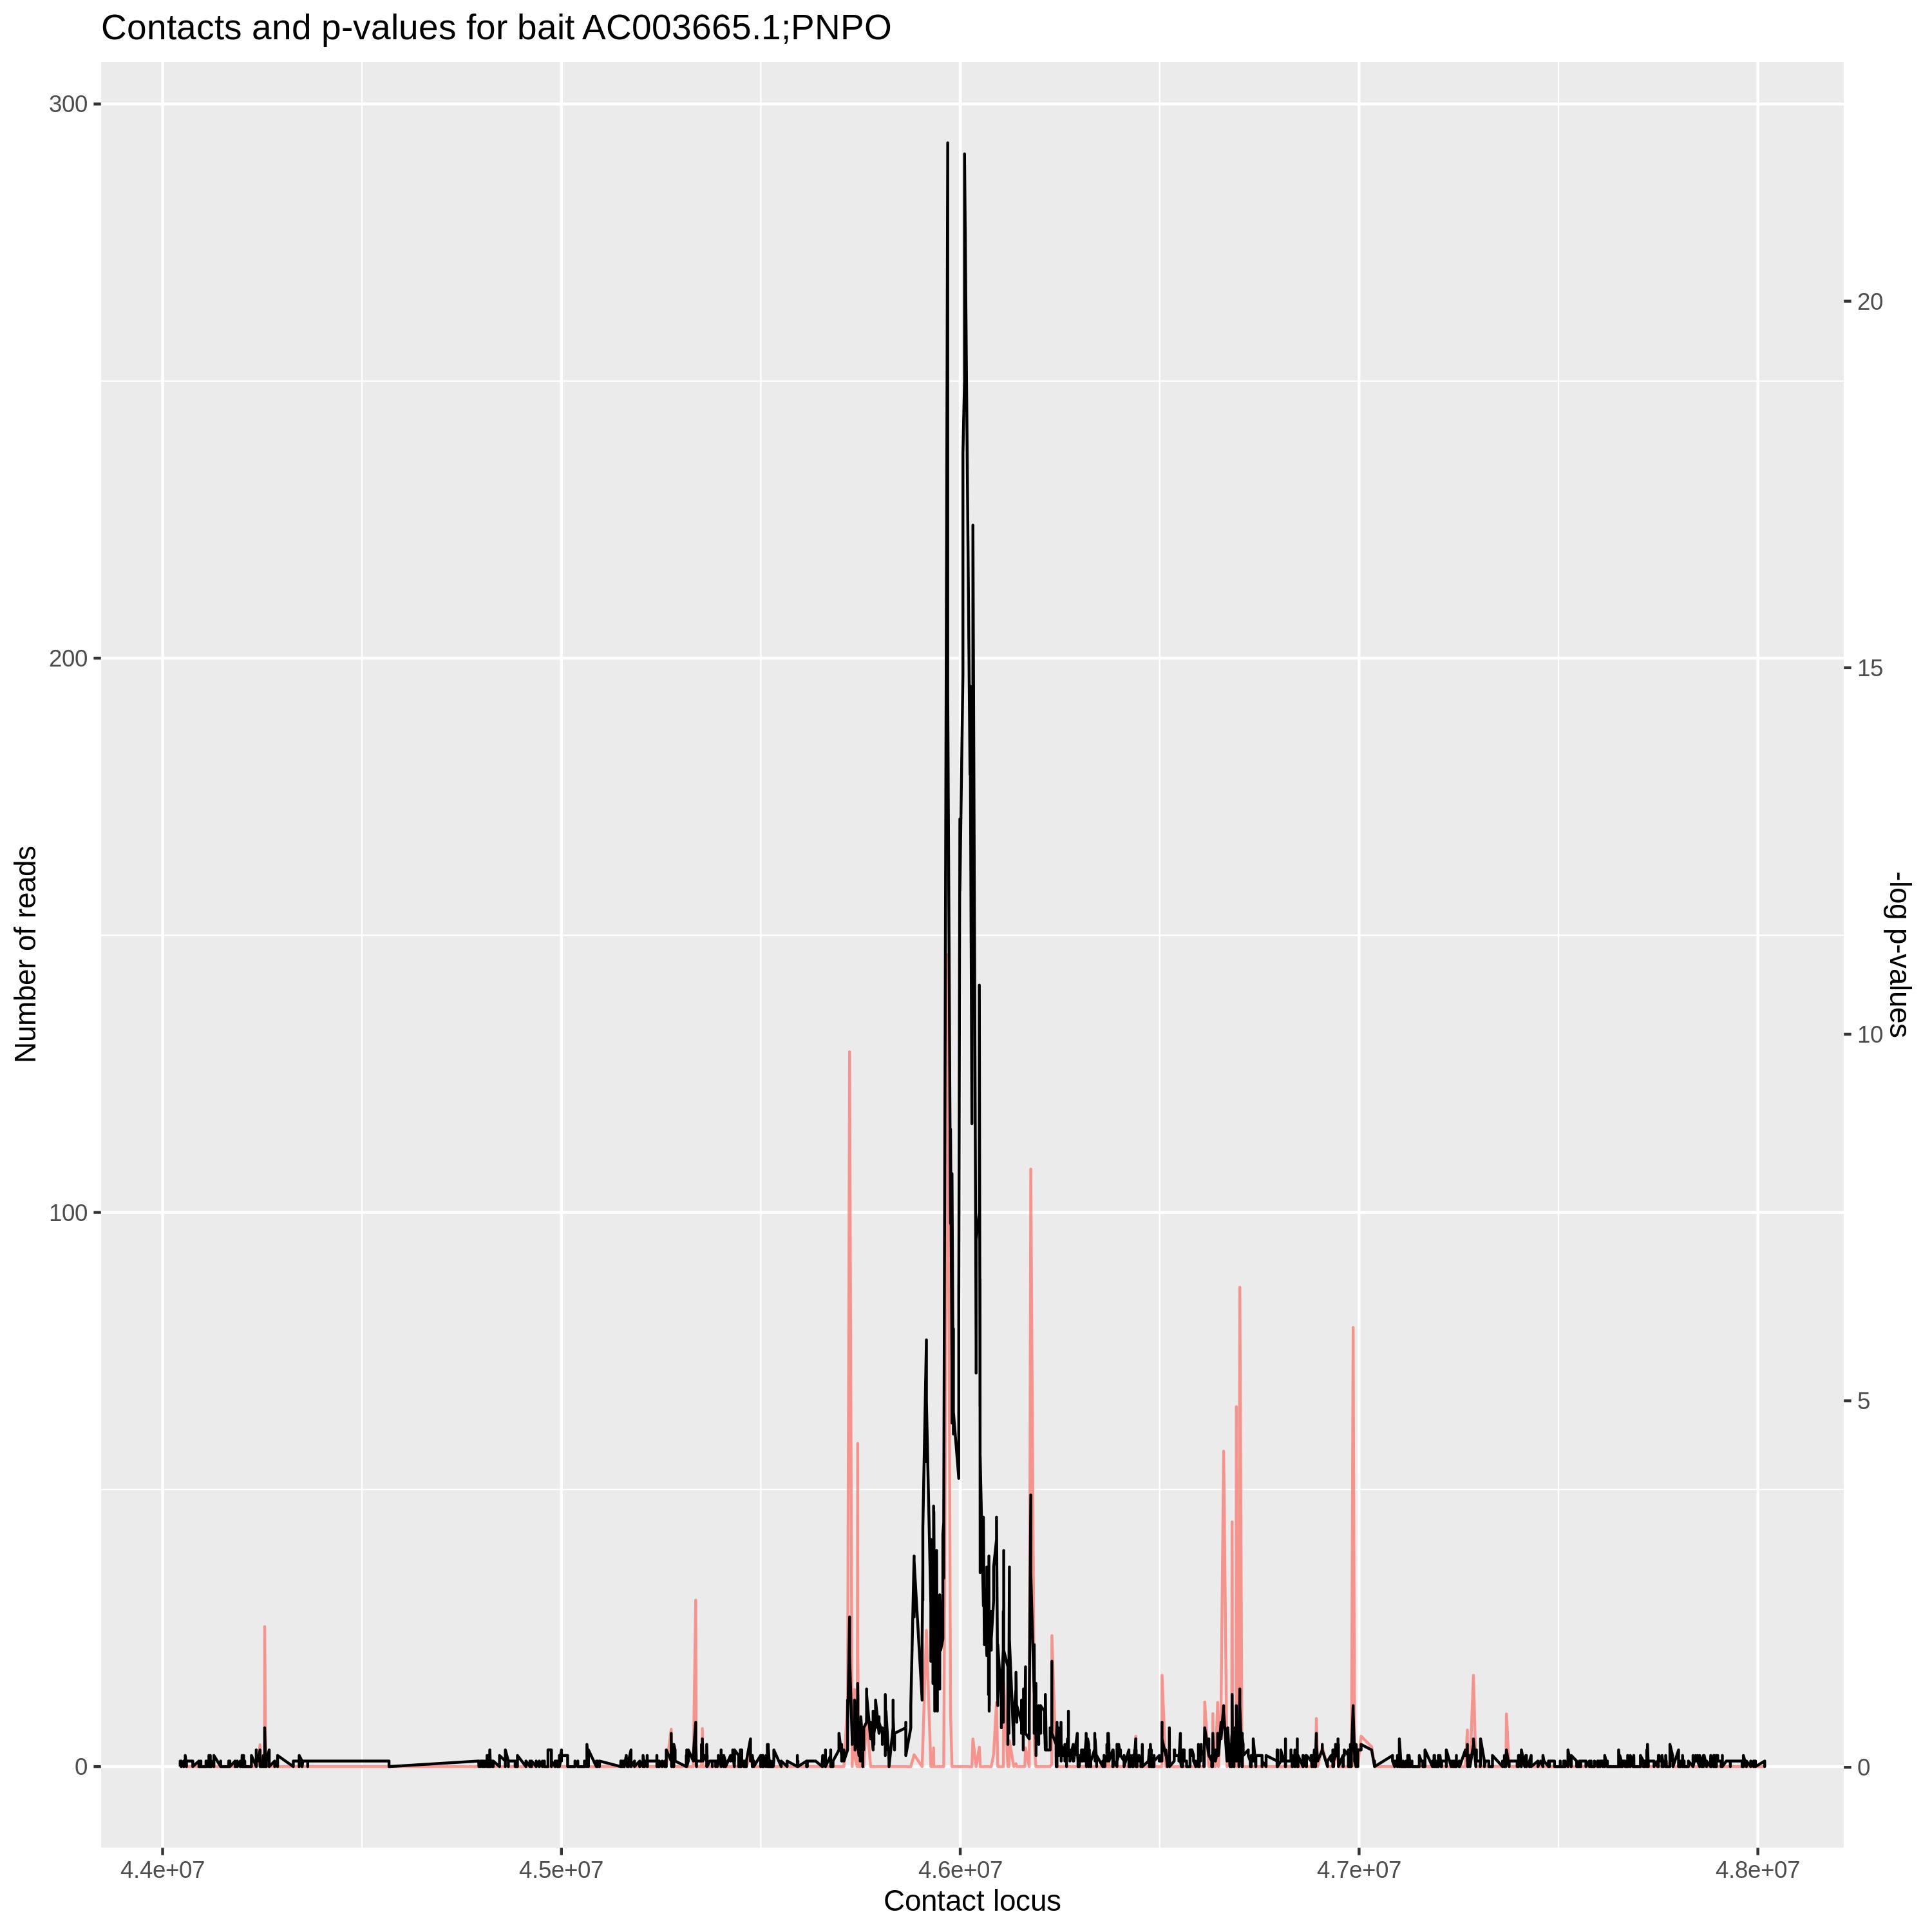 Contacts and p-values for bait AC003665.1;PNPO
300
200
100
0
Number of reads
20
15
10
5
0
-log p-values
4.4e+07 4.5e+07 4.6e+07 4.7e+07 4.8e+07
Contact locus